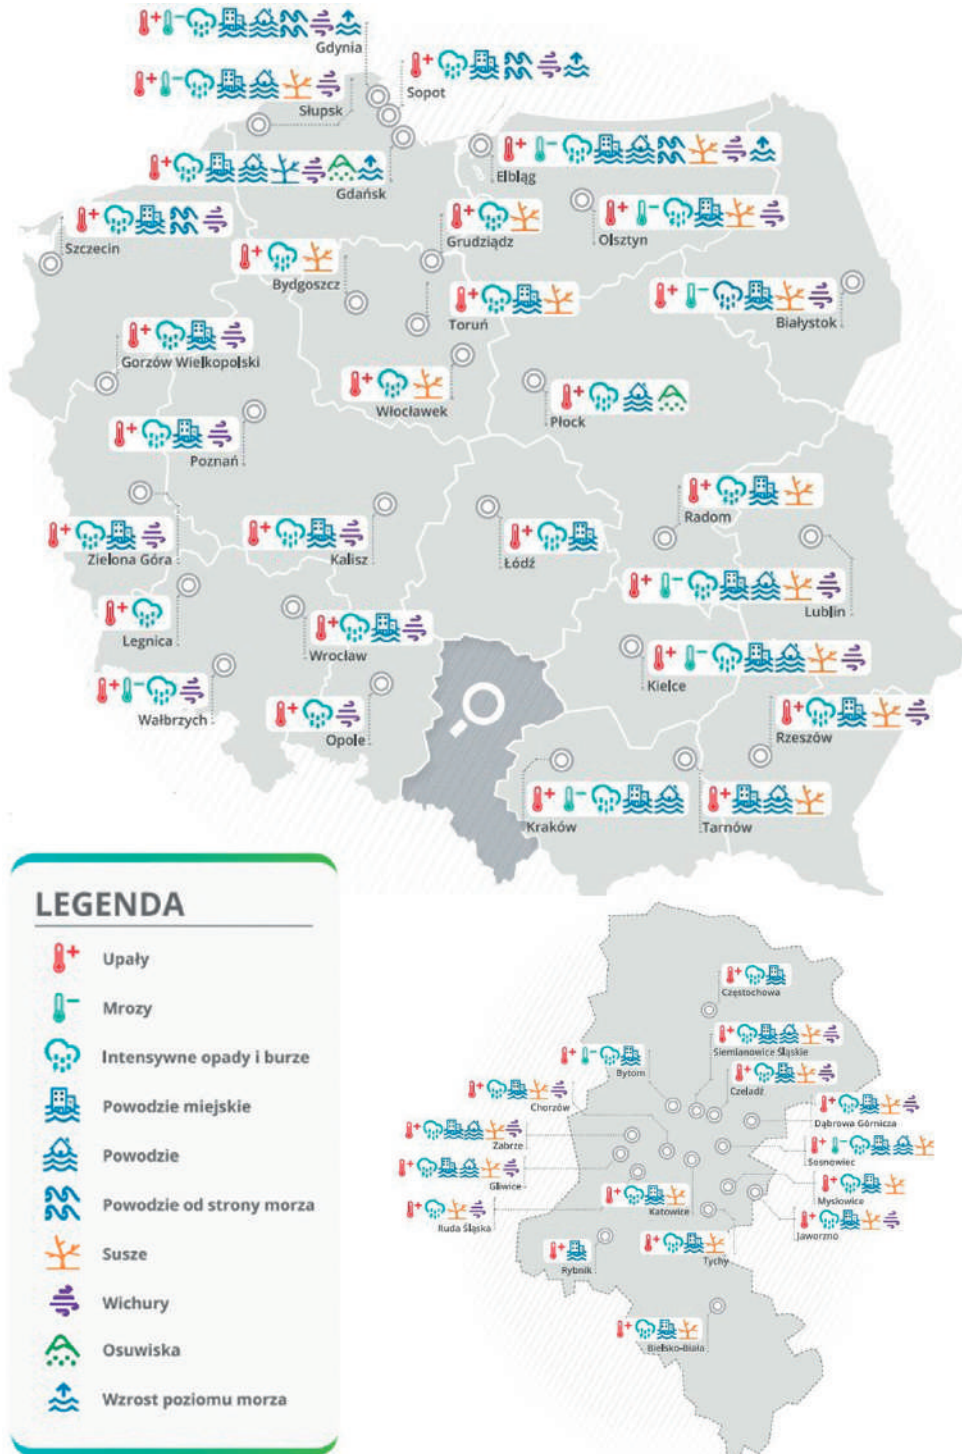 Gdynia
Sopot
Słupsk
Gdańsk
Elbląg
Szczecin
Grudziądz
Olsztyn
Bydgoszcz
Toruń
Białystok
Gorzów Wielkopolski
Włocławek
Płock
Poznań
Radom
Zielona Góra
Kalisz
Łódź
Lublin
Legnica
Wrocław
Kielce
Wałbrzych
Opole
Rzeszów
Kraków
Tarnów
LEGENDA
Upały
Mrozy
Intensywne opady i burze
Powodzie miejskie
Powodzie
Powodzie od strony morza
Susze
Wichury
Osuwiska
Wzrost poziomu morza
Częstochowa
Siemianowice Śląskie
Bytom
Czeladź
Chorzów
Dąbrowa Górnicza
Zabrze
Sosnowiec
Gliwice
Mysłowice
Katowice
Ruda Śląska
Jaworzno
Tychy
Rybnik
Bielsko-Biała